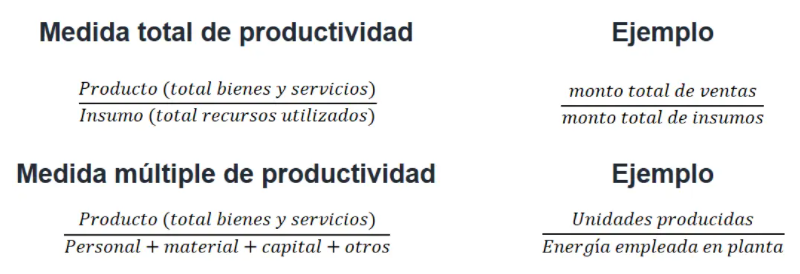 Medida total de productividad
Ejemplo
Producto (total bienes y servicios)
Insumo (total recursos utilizados)
monto total de ventas
monto total de insumos
Medida múltiple de productividad
Ejemplo
Producto (total bienes y servicios)
Personal + material + capital + otros
Unidades producidas
Energía empleada en planta